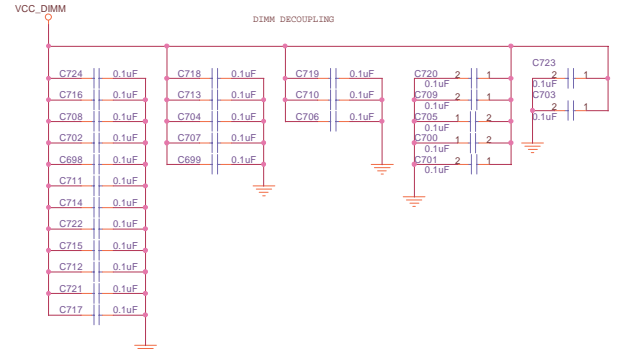 VCC_DIMM
DIMM DECOUPLING
C724 0.1uF
C716 0.1uF
C708 0.1uF
C702 0.1uF
C698 0.1uF
C711 0.1uF
C714 0.1uF
C722 0.1uF
C715 0.1uF
C712 0.1uF
C721 0.1uF
C717 0.1uF
C718 0.1uF
C713 0.1uF
C704 0.1uF
C707 0.1uF
C699 0.1uF
C719 0.1uF
C710 0.1uF
C706 0.1uF
C720 2 1
0.1uF
C709 2 1
0.1uF
C705 1 2
0.1uF
C700 1 2
0.1uF
C701 2 1
0.1uF
C723
2 1
0.1uF
C703
2 1
0.1uF